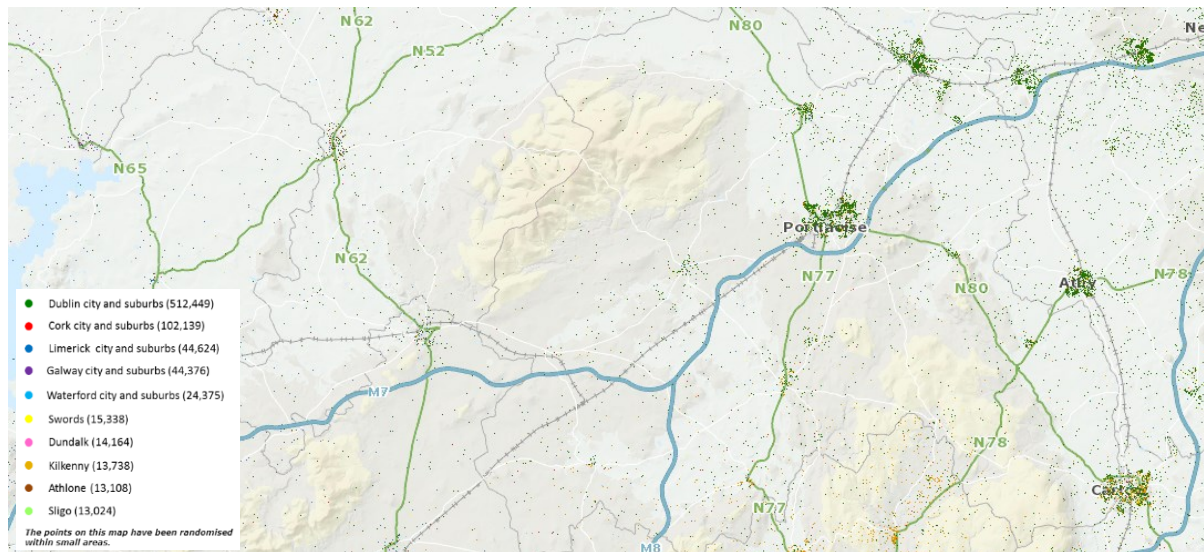 N62
N80
Ne
N52
N65
Portlaoise
N62
N77
N80
Athy
N78
Dublin city and suburbs (512,449)
Cork city and suburbs (102,139)
Limerick city and suburbs (44,624)
Galway city and suburbs (44,376)
Waterford city and suburbs (24,375)
Swords (15,338)
Dundalk (14,164)
Kilkenny (13,738)
Athlone (13,108)
Sligo (13,024)
The points on this map have been randomised
within small areas.
M7
N78
Carlow
N77
M8